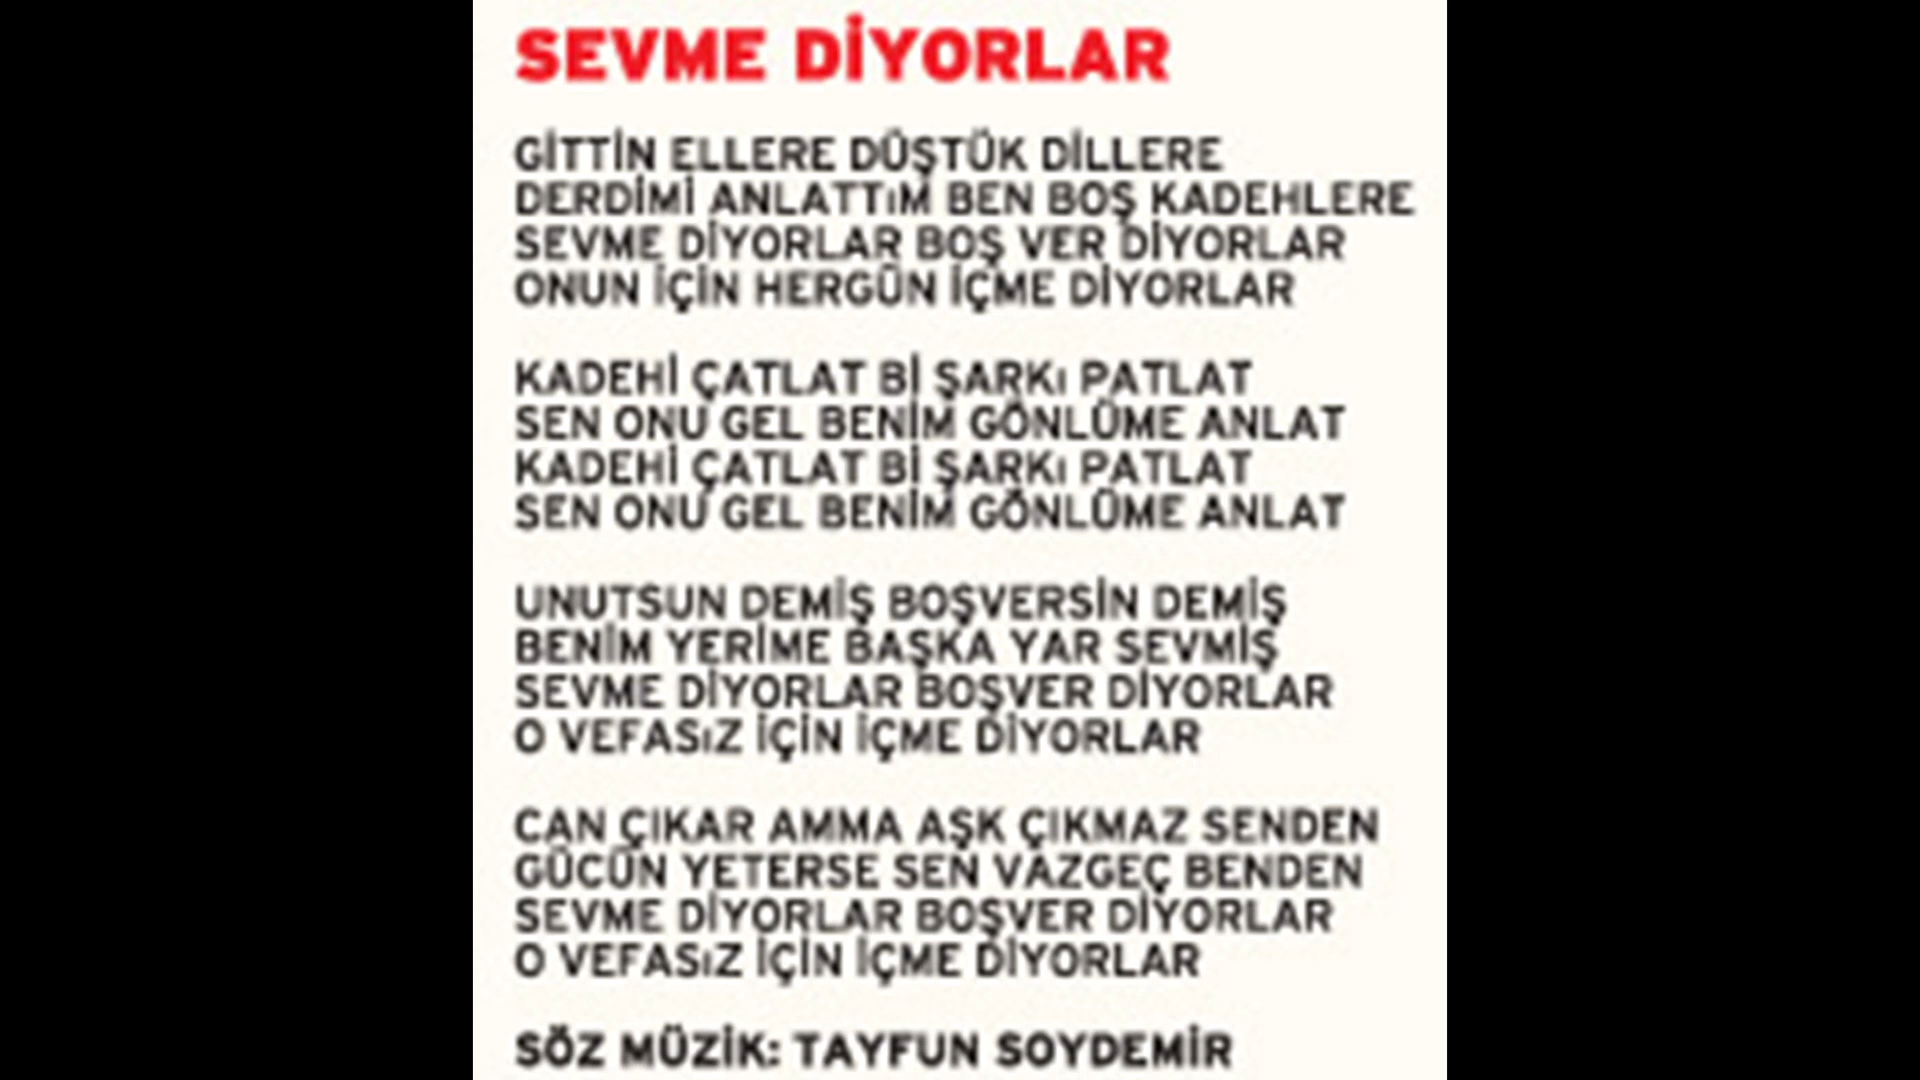 SEVME DİYORLAR
GİTTİN ELLERE DÜŞTÜK DİLLERE
DERDİMİ ANLATTıM BEN BOŞ KADEHLERE
SEVME DİYORLAR BOŞ VER DİYORLAR
ONUN İÇİN HERGÜN İÇME DİYORLAR
KADEHİ ÇATLAT Bİ ŞARKı PATLAT
SEN ONU GEL BENİM GÖNLÜME ANLAT
KADEHİ ÇATLAT Bİ ŞARKı PATLAT
SEN ONU GEL BENİM GÖNLÜME ANLAT
UNUTSUN DEMİŞ BOŞVERSİN DEMİŞ
BENİM YERİME BAŞKA YAR SEVMİŞ
SEVME DİYORLAR BOŞVER DİYORLAR
O VEFASıZ İÇİN İÇME DİYORLAR
CAN ÇIKAR AMMA AŞK ÇIKMAZ SENDEN
GÜCÜN YETERSE SEN VAZGEÇ BENDEN
SEVME DİYORLAR BOŞVER DİYORLAR
O VEFASıZ İÇİN İÇME DİYORLAR
SÖZ MÜZİK: TAYFUN SOYDEMİR